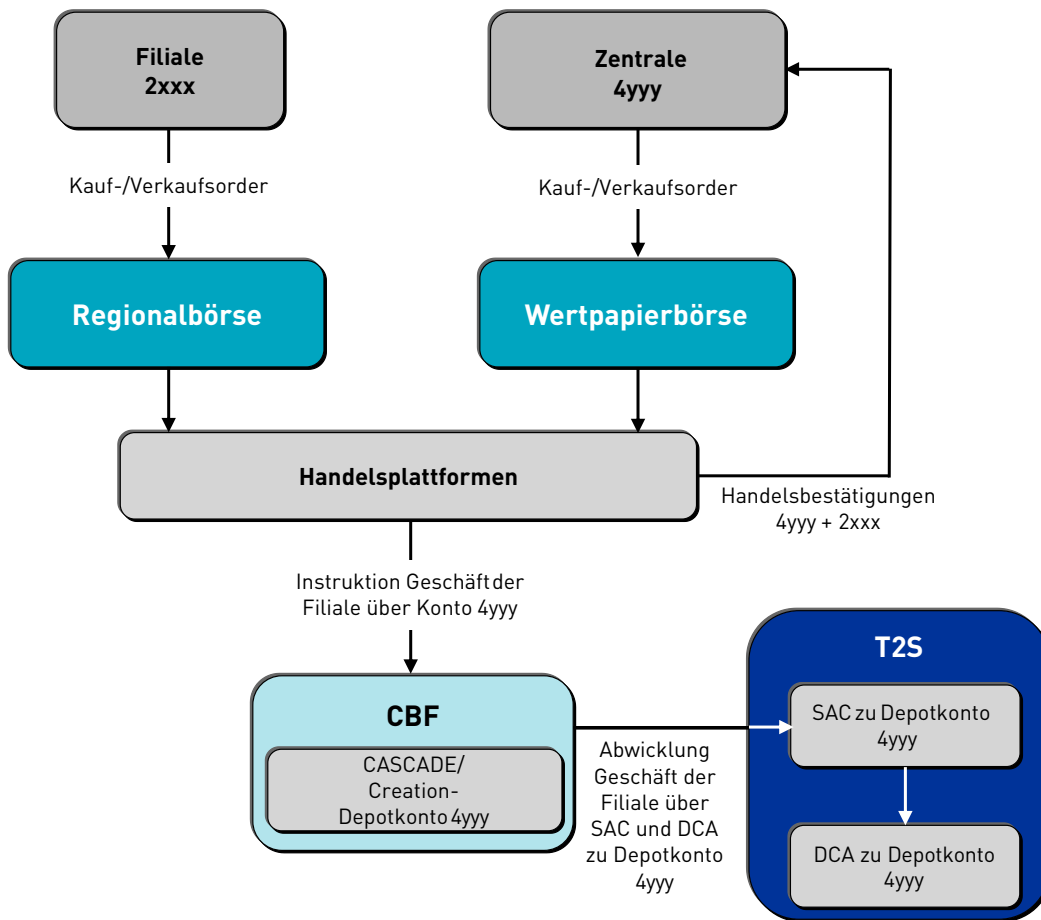 Filiale
2xxx
Zentrale
4yyy
Kauf-/Verkaufsorder
Kauf-/Verkaufsorder
Regionalbörse
Wertpapierbörse
Handelsplattformen
Handelsbestätigungen
4yyy + 2xxx
Instruktion Geschäft der
Filiale über Konto 4yyy
CBF
CASCADE/
Creation-
Depotkonto 4yyy
Abwicklung
Geschäft der
Filiale über
SAC und DCA
zu Depotkonto
4yyy
T2S
SAC zu Depotkonto
4yyy
DCA zu Depotkonto
4yyy